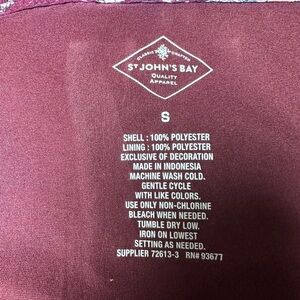 CLASSIC CRAFTED
ST JOHN'S BAY
QUALITY
APPAREL
S
SHELL : 100% POLYESTER
LINING : 100% POLYESTER
EXCLUSIVE OF DECORATION
MADE IN INDONESIA
MACHINE WASH COLD.
GENTLE CYCLE
WITH LIKE COLORS.
USE ONLY NON-CHLORINE
BLEACH WHEN NEEDED.
TUMBLE DRY LOW.
IRON ON LOWEST
SETTING AS NEEDED.
SUPPLIER 72613-3 RN# 93677